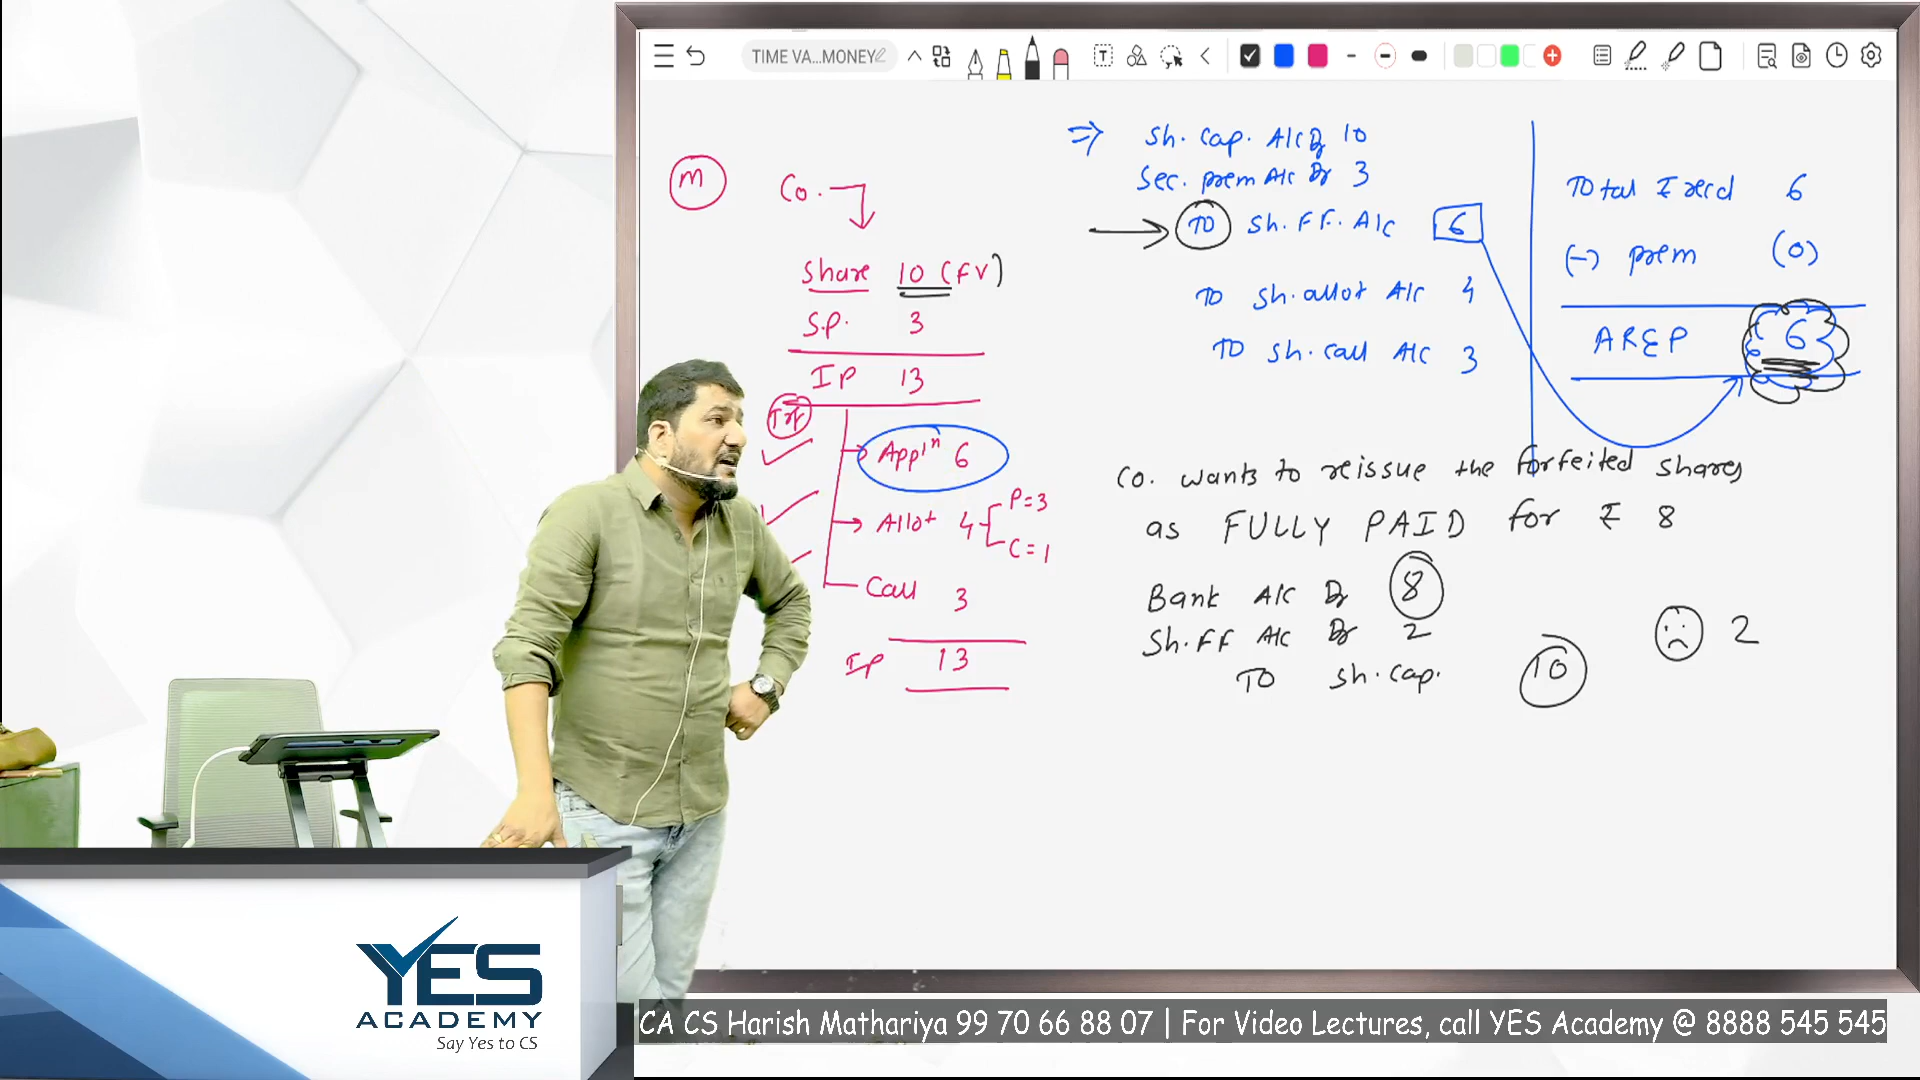 TIME VA...MONEY
M
Co.
Share 10 (FV)
S.P. 3
IP 13
Trf
Appln 6
Allot 4
P=3
C=1
Call 3
IP 13
⇒ Sh. Cap. A/c Dr 10
Sec. prem A/c Dr 3
→ TO Sh. FF. A/c 6
TO Sh. allot A/c 4
TO Sh. call A/c 3
Total ₹ recd 6
(-) prem (0)
AREP 6
Co. wants to reissue the forfeited shares
as FULLY PAID for ₹ 8
Bank A/c Dr 8
Sh.FF A/c Dr 2
TO Sh. cap. 10
2
YES
ACADEMY
Say Yes to CS
CA CS Harish Mathariya 99 70 66 88 07 | For Video Lectures, call YES Academy @ 8888 545 545